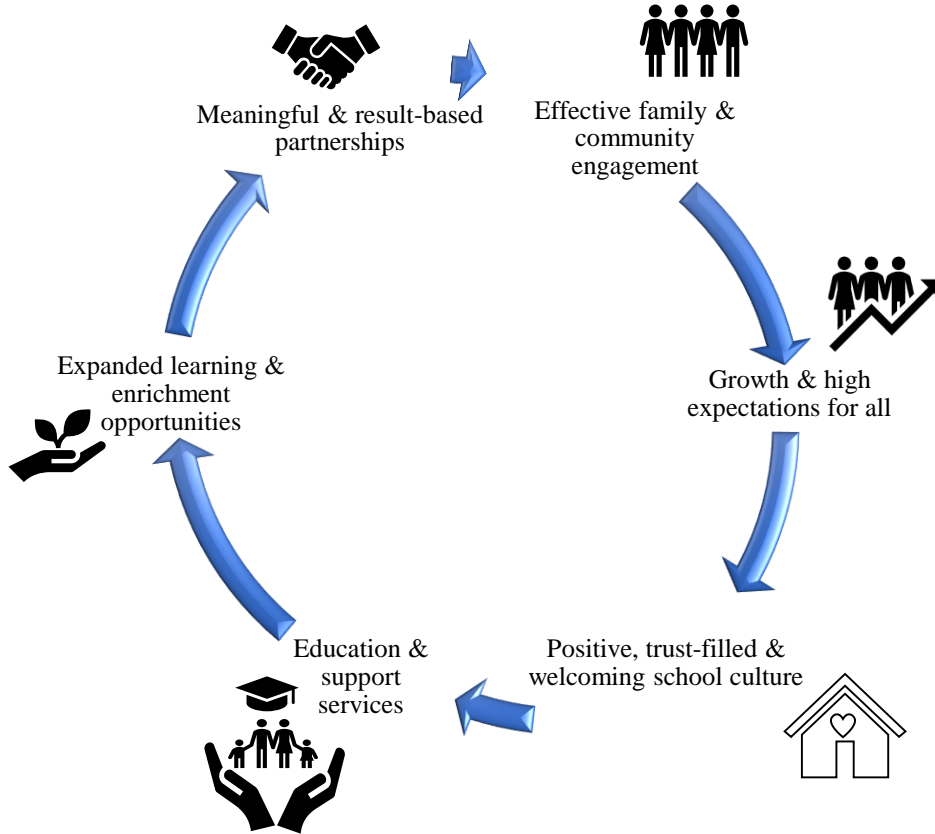 Meaningful & result-based
partnerships
Effective family &
community
engagement
Growth & high
expectations for all
Positive, trust-filled &
welcoming school culture
Education &
support
services
Expanded learning &
enrichment
opportunities